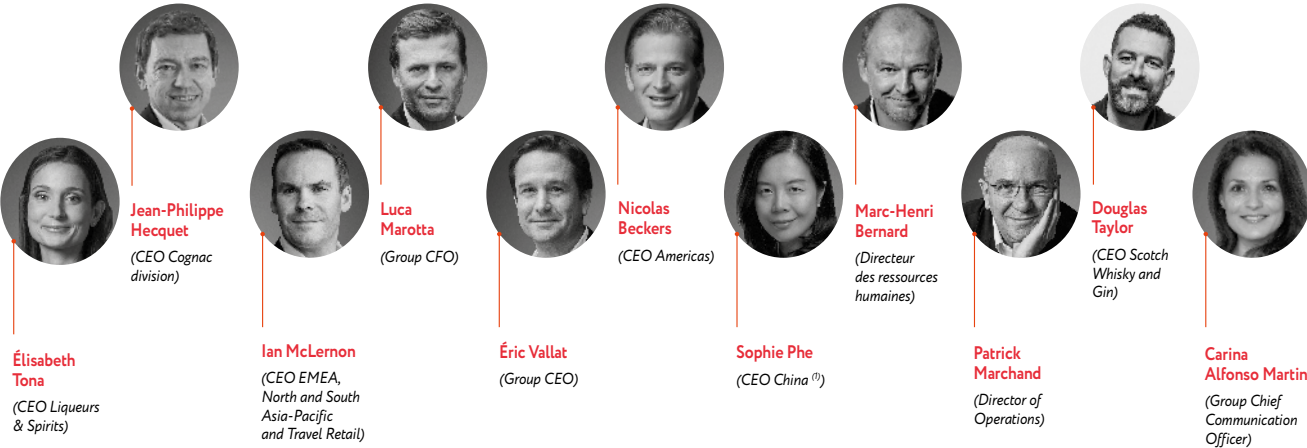 Jean-Philippe
Hecquet
(CEO Cognac
division)
Luca
Marotta
(Group CFO)
Nicolas
Beckers
(CEO Americas)
Marc-Henri
Bernard
(Directeur
des ressources
humaines)
Douglas
Taylor
(CEO Scotch
Whisky and
Gin)
Élisabeth
Tona
(CEO Liqueurs
& Spirits)
Ian McLernon
(CEO EMEA,
North and South
Asia-Pacific
and Travel Retail)
Éric Vallat
(Group CEO)
Sophie Phe
(CEO China (1))
Patrick
Marchand
(Director of
Operations)
Carina
Alfonso Martin
(Group Chief
Communication
Officer)